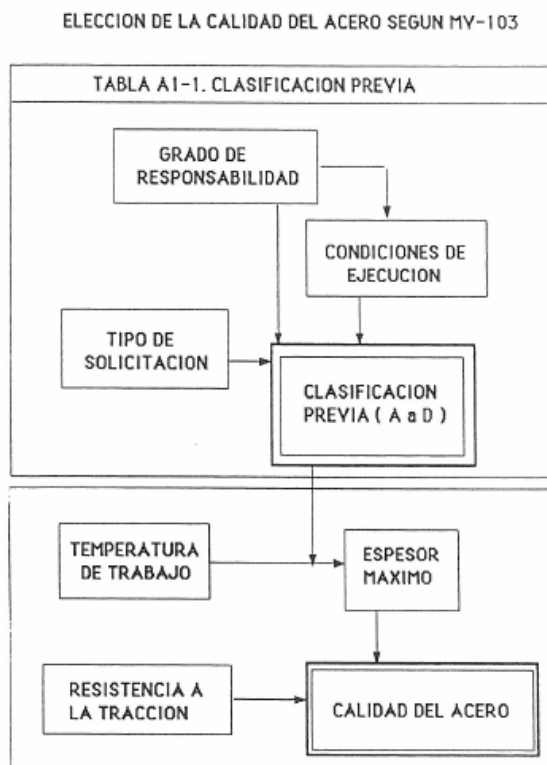 ELECCION DE LA CALIDAD DEL ACERO SEGUN MV-103
TABLA A1-1. CLASIFICACION PREVIA
GRADO DE
RESPONSABILIDAD
CONDICIONES DE
EJECUCION
TIPO DE
SOLICITACION
CLASIFICACION
PREVIA ( A a D )
TEMPERATURA
DE TRABAJO
ESPESOR
MAXIMO
RESISTENCIA A
LA TRACCION
CALIDAD DEL ACERO